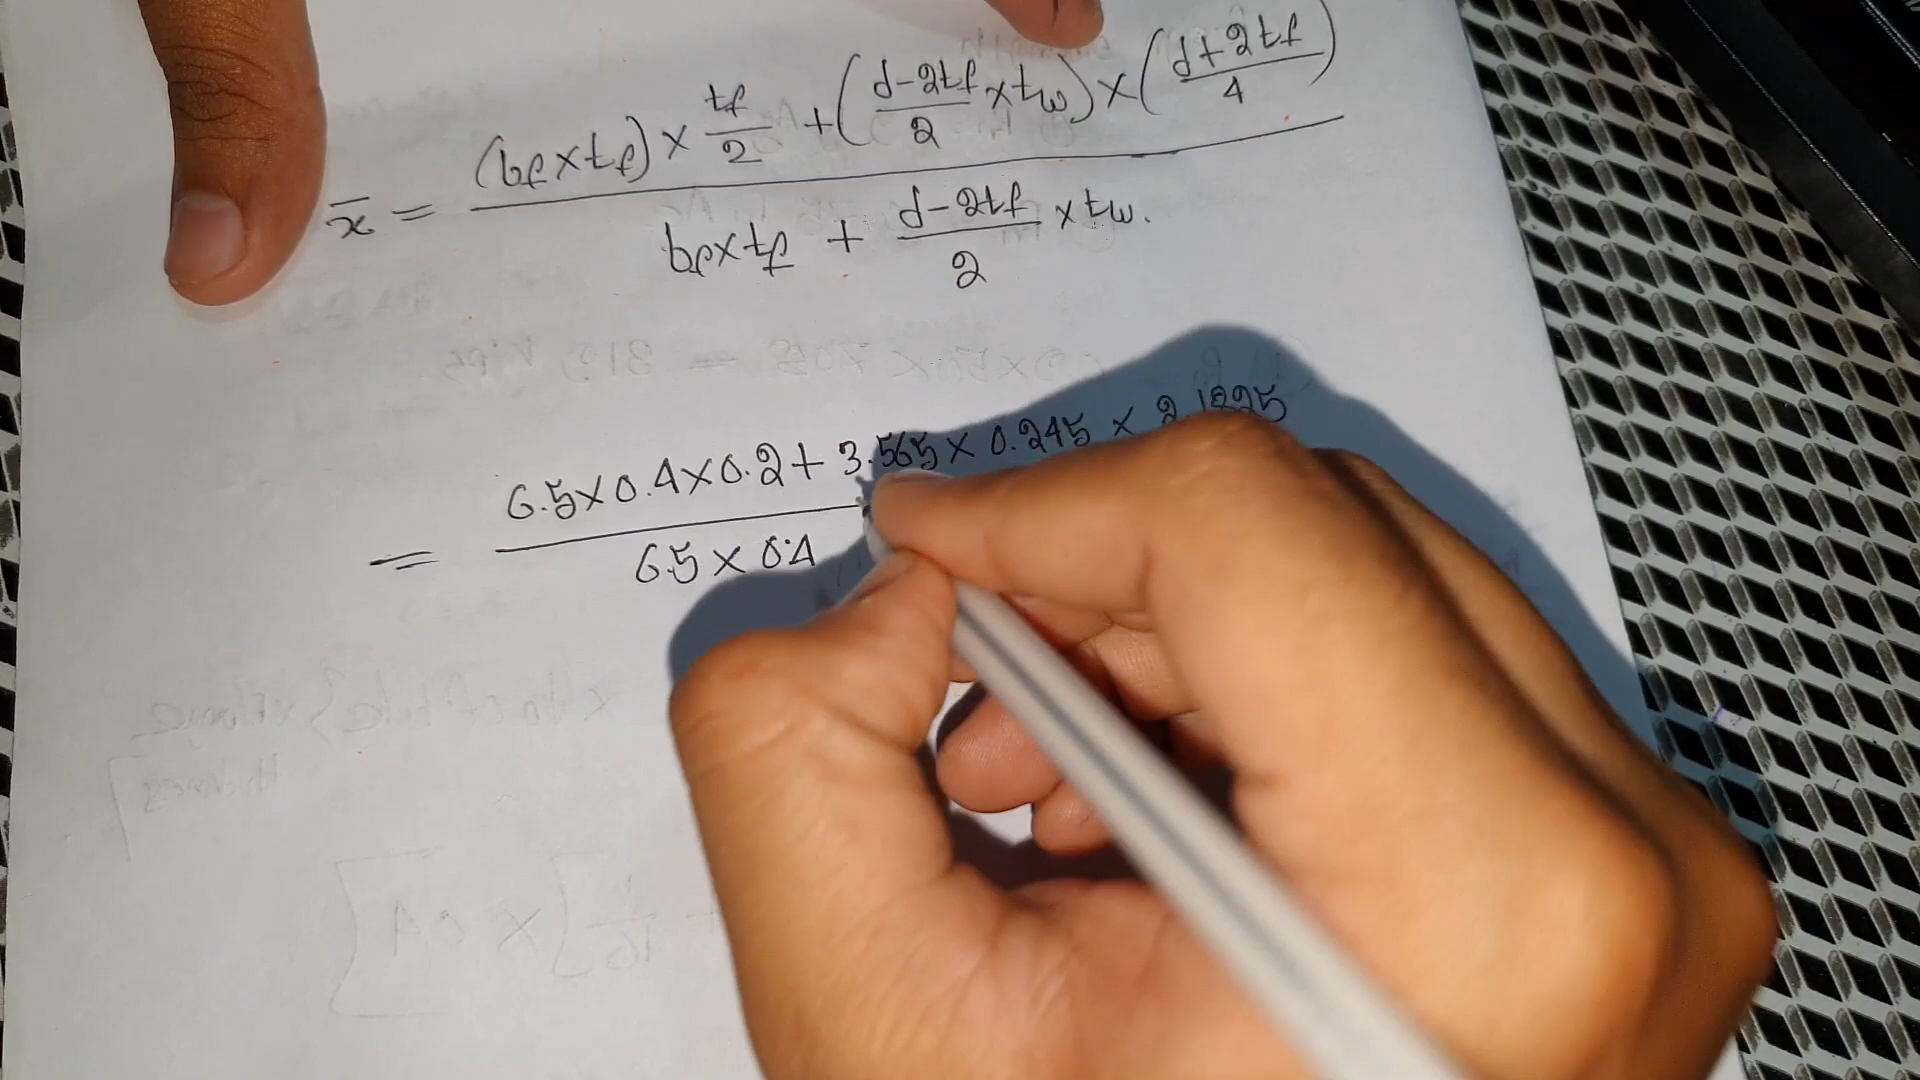 x̄ = (bf×tf) × tf/2 + (d-2tf/2 × tw) × (d+2tf/4)
bf×tf + d-2tf/2 × tw.
= 6.5×0.4×0.2 + 3.565 × 0.245 × 2.1825
6.5 × 0.4